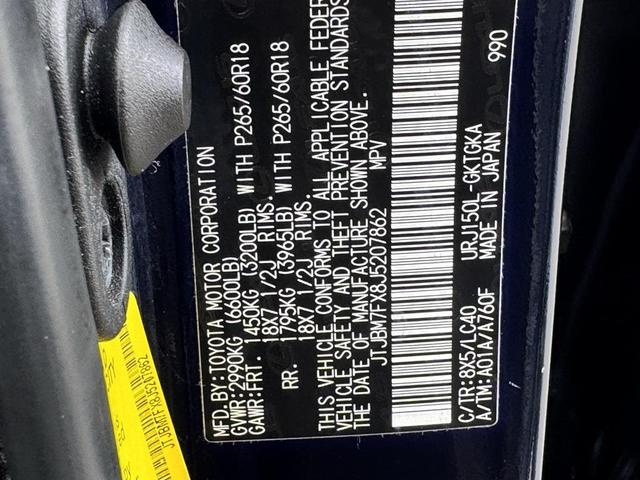 MFD. BY: TOYOTA MOTOR CORPORATION
GVWR: 2990KG (6600LB)
GAWR: FRT. 1450KG (3200LB) WITH P265/60R18
18X7 1/2J RIMS.
RR. 1795KG (3965LB) WITH P265/60R18
18X7 1/2J RIMS.
THIS VEHICLE CONFORMS TO ALL APPLICABLE FEDER
VEHICLE SAFETY AND THEFT PREVENTION STANDARDS
THE DATE OF MANUFACTURE SHOWN ABOVE.
JTJBM7FX8J5207862 MPV
C/TR: 8X5/LC40 URJ150L-GKTGKA
A/TM: A01A/A760F MADE IN JAPAN
990
JTJBM7FX8J5207862